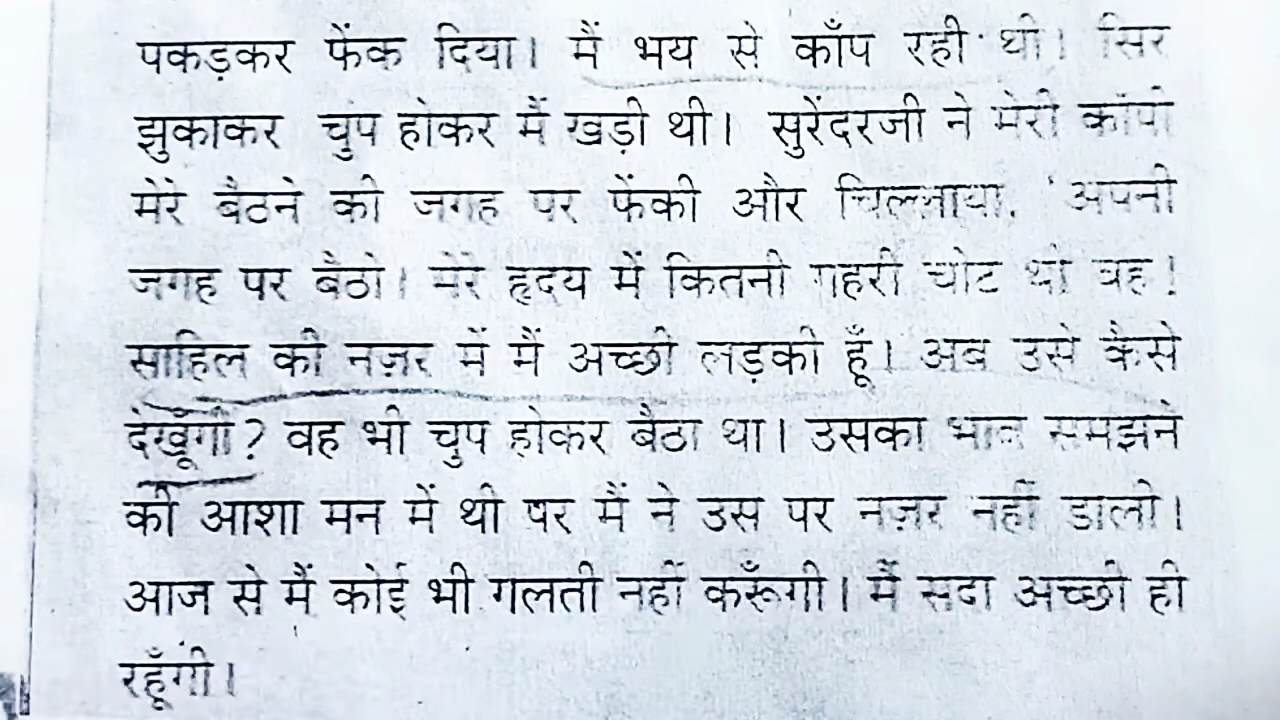 पकड़कर फेंक दिया। मैं भय से काँप रही थी। सिर
झुकाकर चुप होकर मैं खड़ी थी। सुरेंदरजी ने मेरी कॉपी
मेरे बैठने की जगह पर फेंकी और चिल्लाया, 'अपनी
जगह पर बैठो। मेरे हृदय में कितनी गहरी चोट थी वह!
साहिल की नज़र में मैं अच्छी लड़की हूँ। अब उसे कैसे
देखूँगी? वह भी चुप होकर बैठा था। उसका भाव समझने
की आशा मन में थी पर मैं ने उस पर नज़र नहीं डाली।
आज से मैं कोई भी गलती नहीं करूँगी। मैं सदा अच्छी ही
रहूँगी।